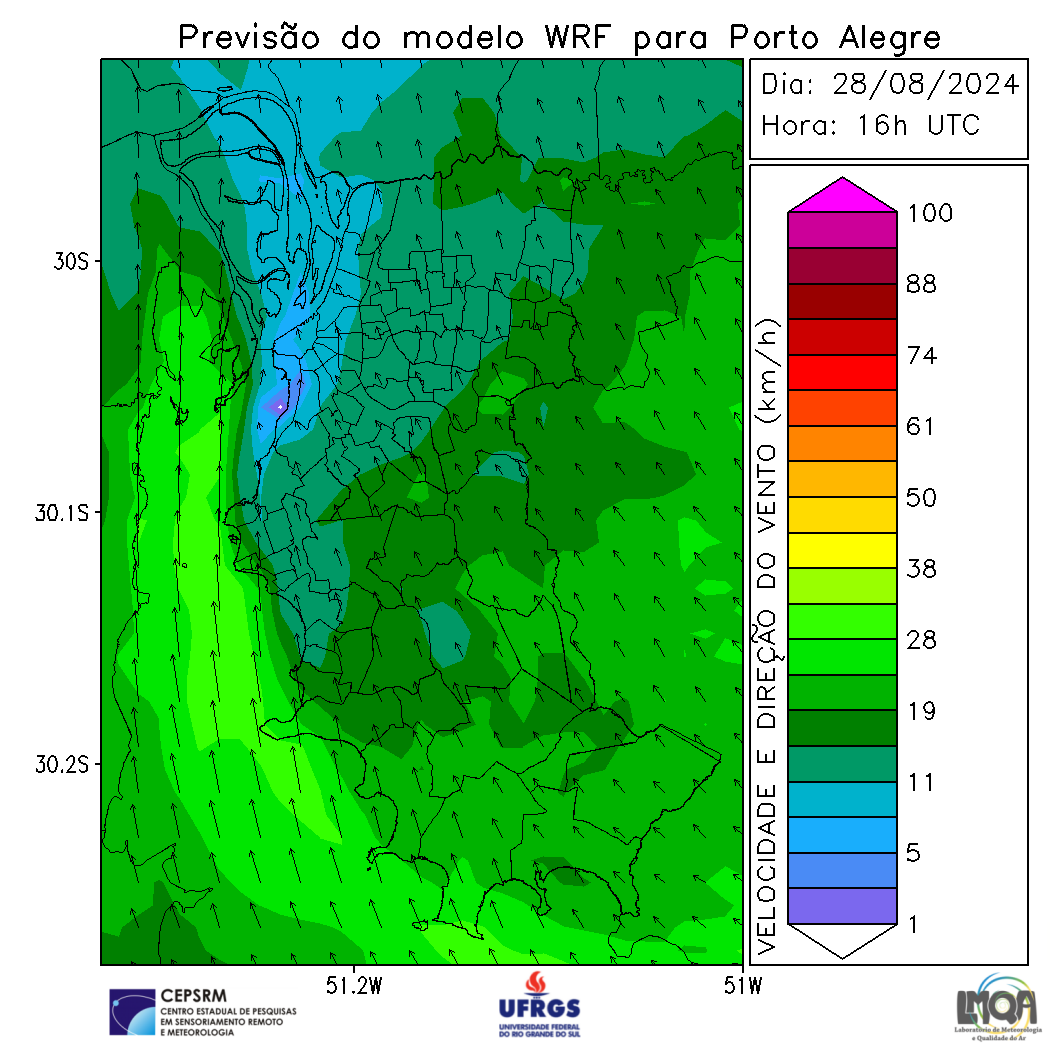 Previsão do modelo WRF para Porto Alegre
Dia: 28/08/2024
Hora: 16h UTC
30S
30.1S
30.2S
51.2W
51W
VELOCIDADE E DIREÇÃO DO VENTO (km/h)
100
88
74
61
50
38
28
19
11
5
1
CEPSRM
CENTRO ESTADUAL DE PESQUISAS
EM SENSORIAMENTO REMOTO
E METEOROLOGIA
UFRGS
UNIVERSIDADE FEDERAL
DO RIO GRANDE DO SUL
LMQA
Laboratório de Meteorologia
e Qualidade do Ar